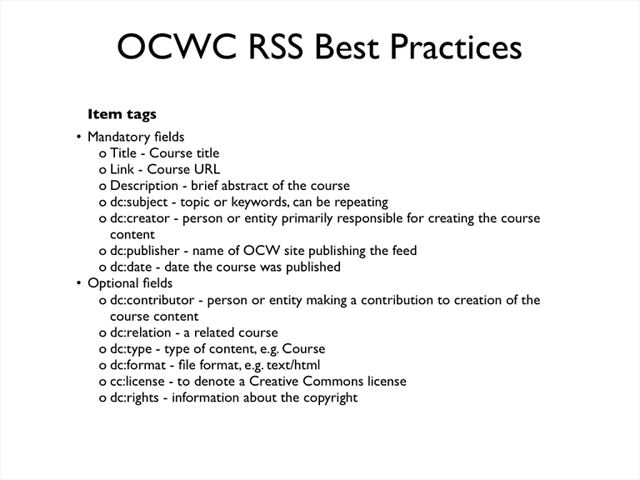 OCWC RSS Best Practices
Item tags
• Mandatory fields
o Title - Course title
o Link - Course URL
o Description - brief abstract of the course
o dc:subject - topic or keywords, can be repeating
o dc:creator - person or entity primarily responsible for creating the course
content
o dc:publisher - name of OCW site publishing the feed
o dc:date - date the course was published
• Optional fields
o dc:contributor - person or entity making a contribution to creation of the
course content
o dc:relation - a related course
o dc:type - type of content, e.g. Course
o dc:format - file format, e.g. text/html
o cc:license - to denote a Creative Commons license
o dc:rights - information about the copyright